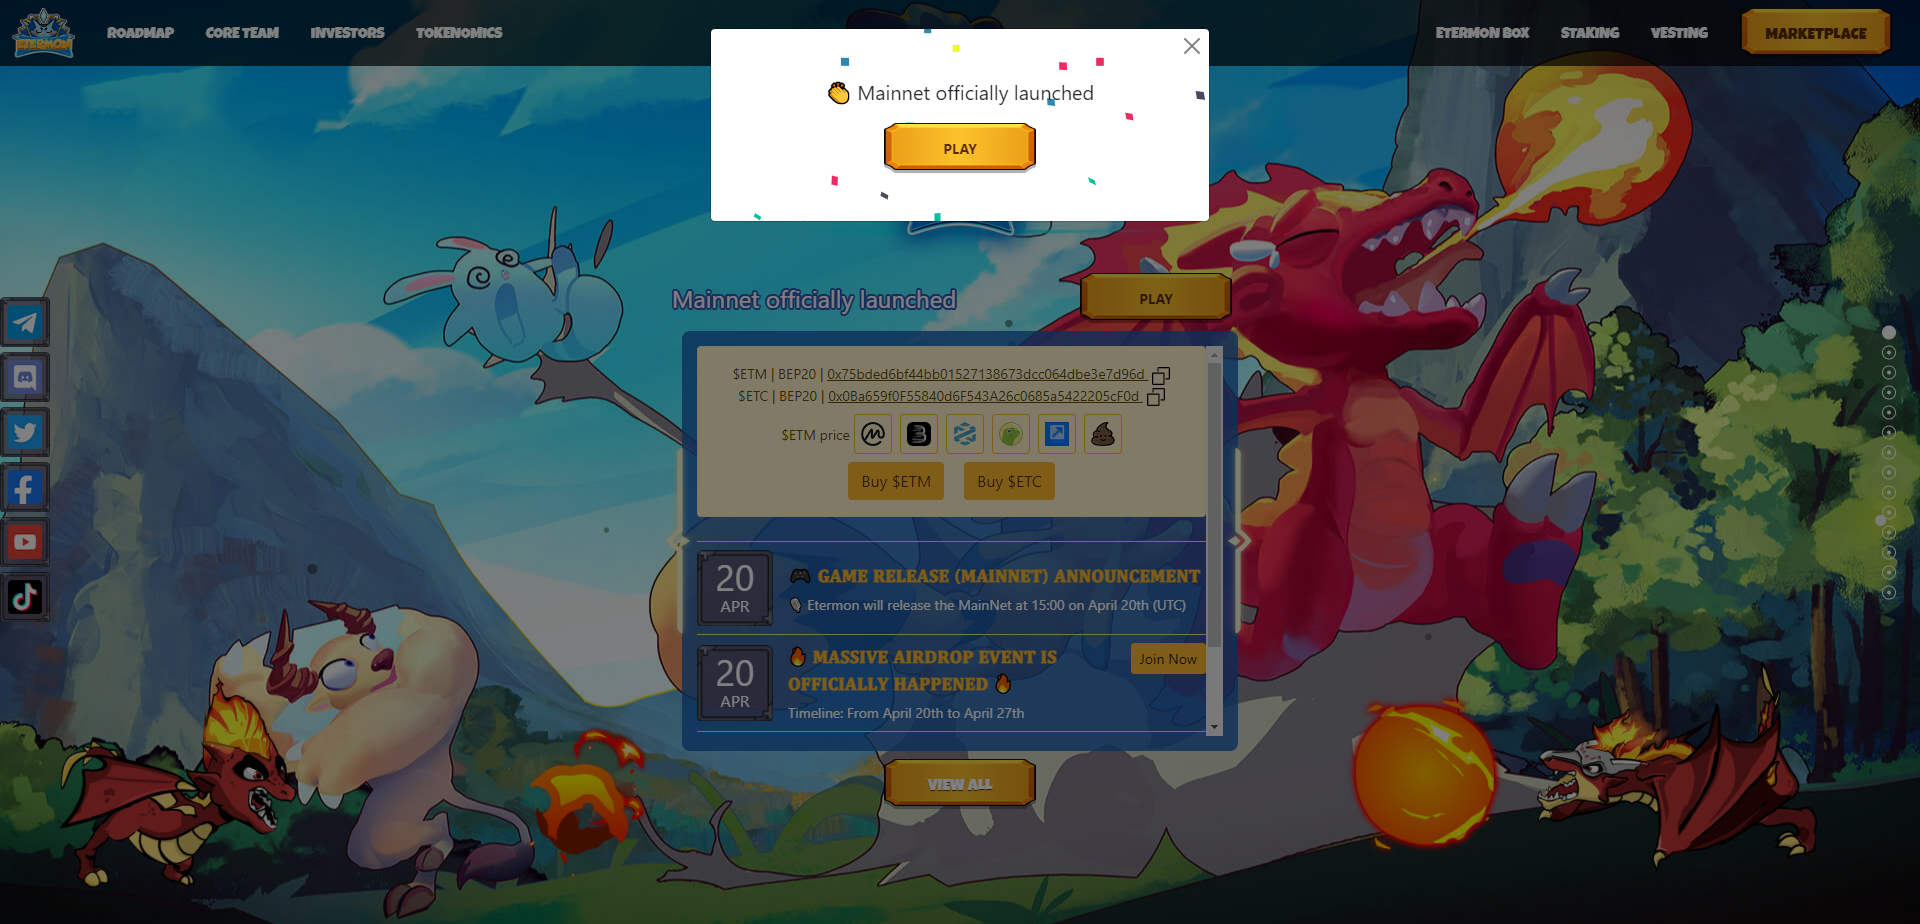 ETERMON
ROADMAP
CORE TEAM
INVESTORS
TOKENOMICS
ETERMON BOX
STAKING
VESTING
MARKETPLACE
Mainnet officially launched
PLAY
Mainnet officially launched
PLAY
$ETM | BEP20 | 0x75bded6bf44bb01527138673dcc064dbe3e7d96d
$ETC | BEP20 | 0x0Ba659f0F55840d6F543A26c0685a5422205cF0d
$ETM price
Buy $ETM
Buy $ETC
20
APR
🎮 GAME RELEASE (MAINNET) ANNOUNCEMENT
Etermon will release the MainNet at 15:00 on April 20th (UTC)
20
APR
🔥 MASSIVE AIRDROP EVENT IS
OFFICIALLY HAPPENED 🔥
Join Now
Timeline: From April 20th to April 27th
VIEW ALL